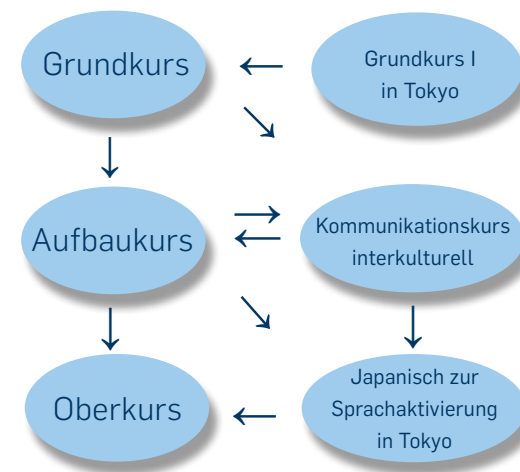 Grundkurs
Grundkurs I
in Tokyo
Aufbaukurs
Kommunikationskurs
interkulturell
Oberkurs
Japanisch zur
Sprachaktivierung
in Tokyo